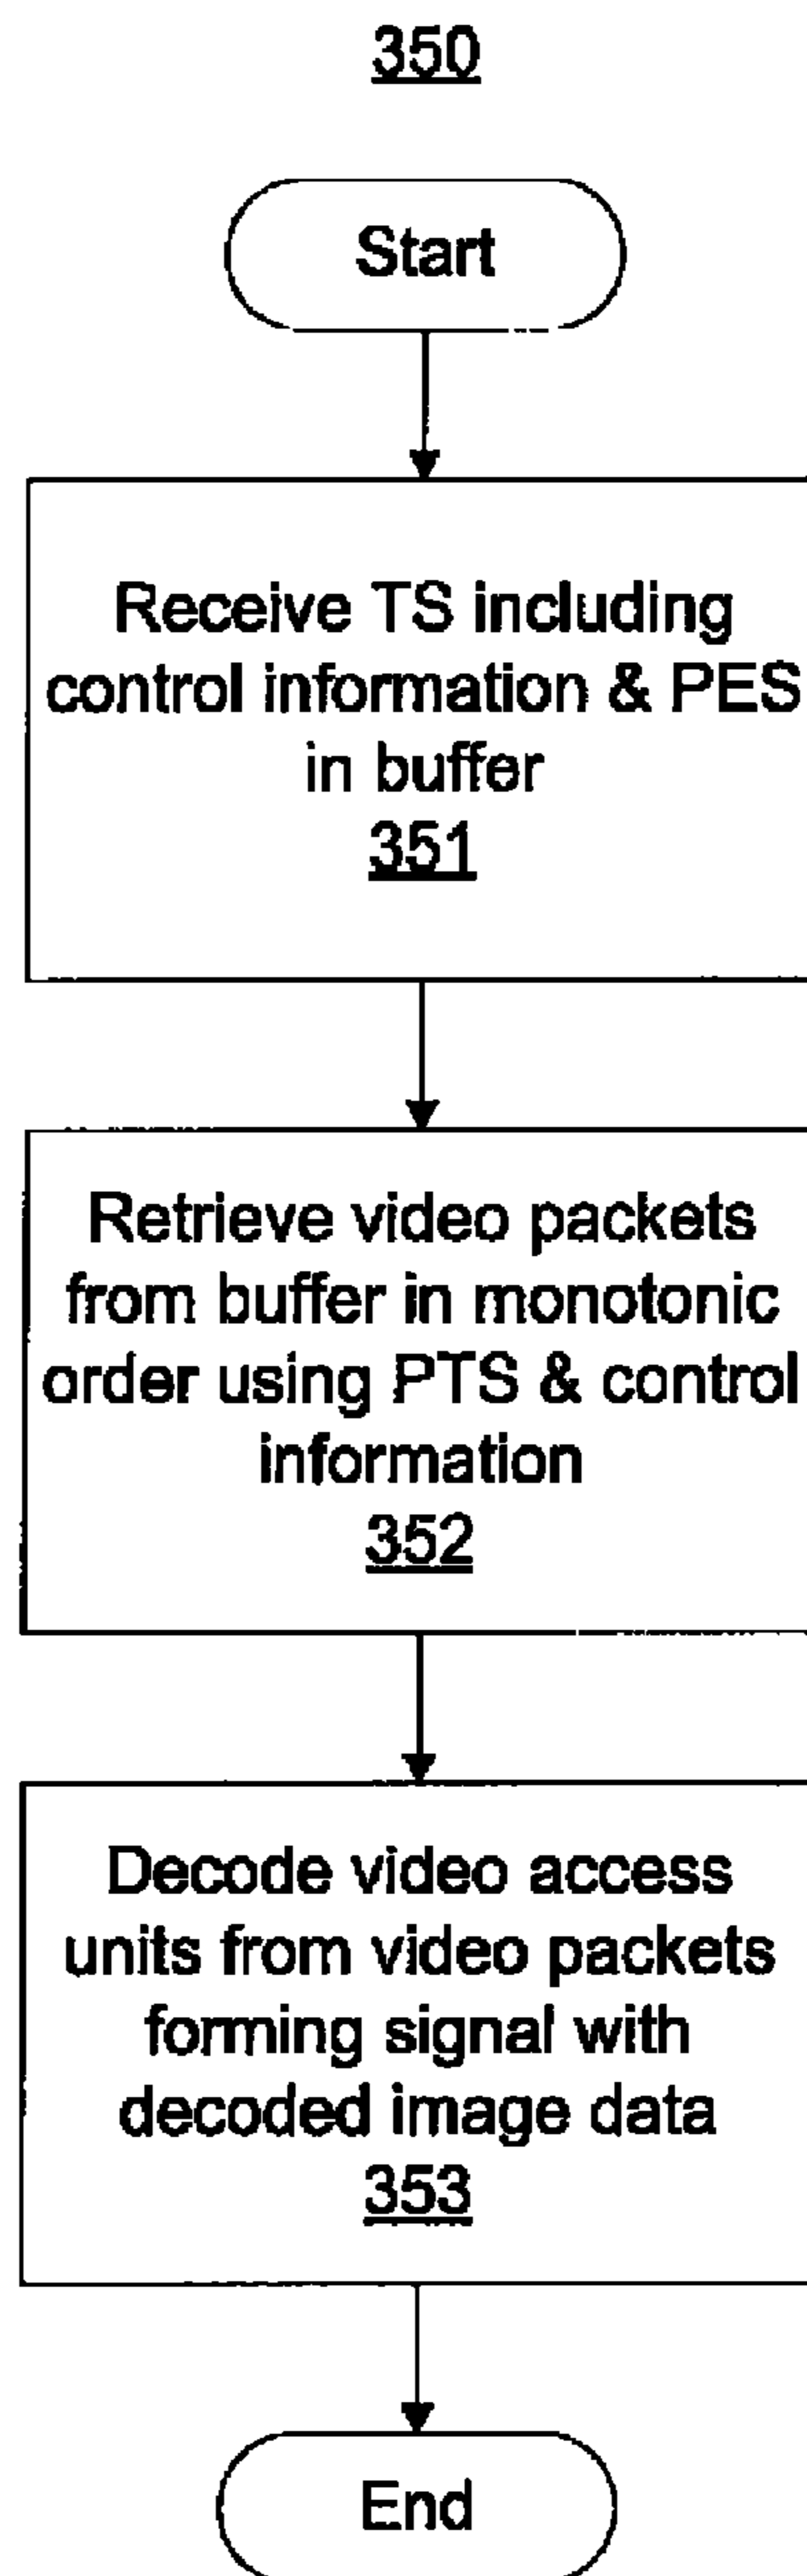 350
Start
Receive TS including
control information & PES
in buffer
351
Retrieve video packets
from buffer in monotonic
order using PTS & control
information
352
Decode video access
units from video packets
forming signal with
decoded image data
353
End